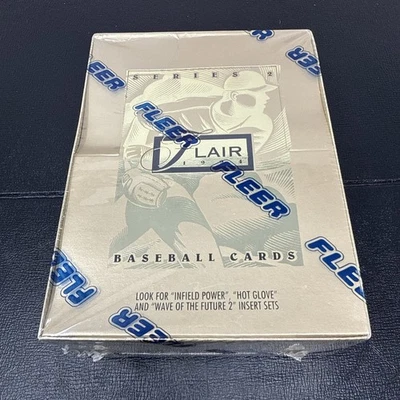 FLEER
FLEER
SERIES 2
FLEER
FLAIR
1994
FLEER
FLEER
BASEBALL CARDS
FLEER
LOOK FOR "INFIELD POWER", "HOT GLOVE"
AND "WAVE OF THE FUTURE 2" INSERT SETS
FLEER
FLEER